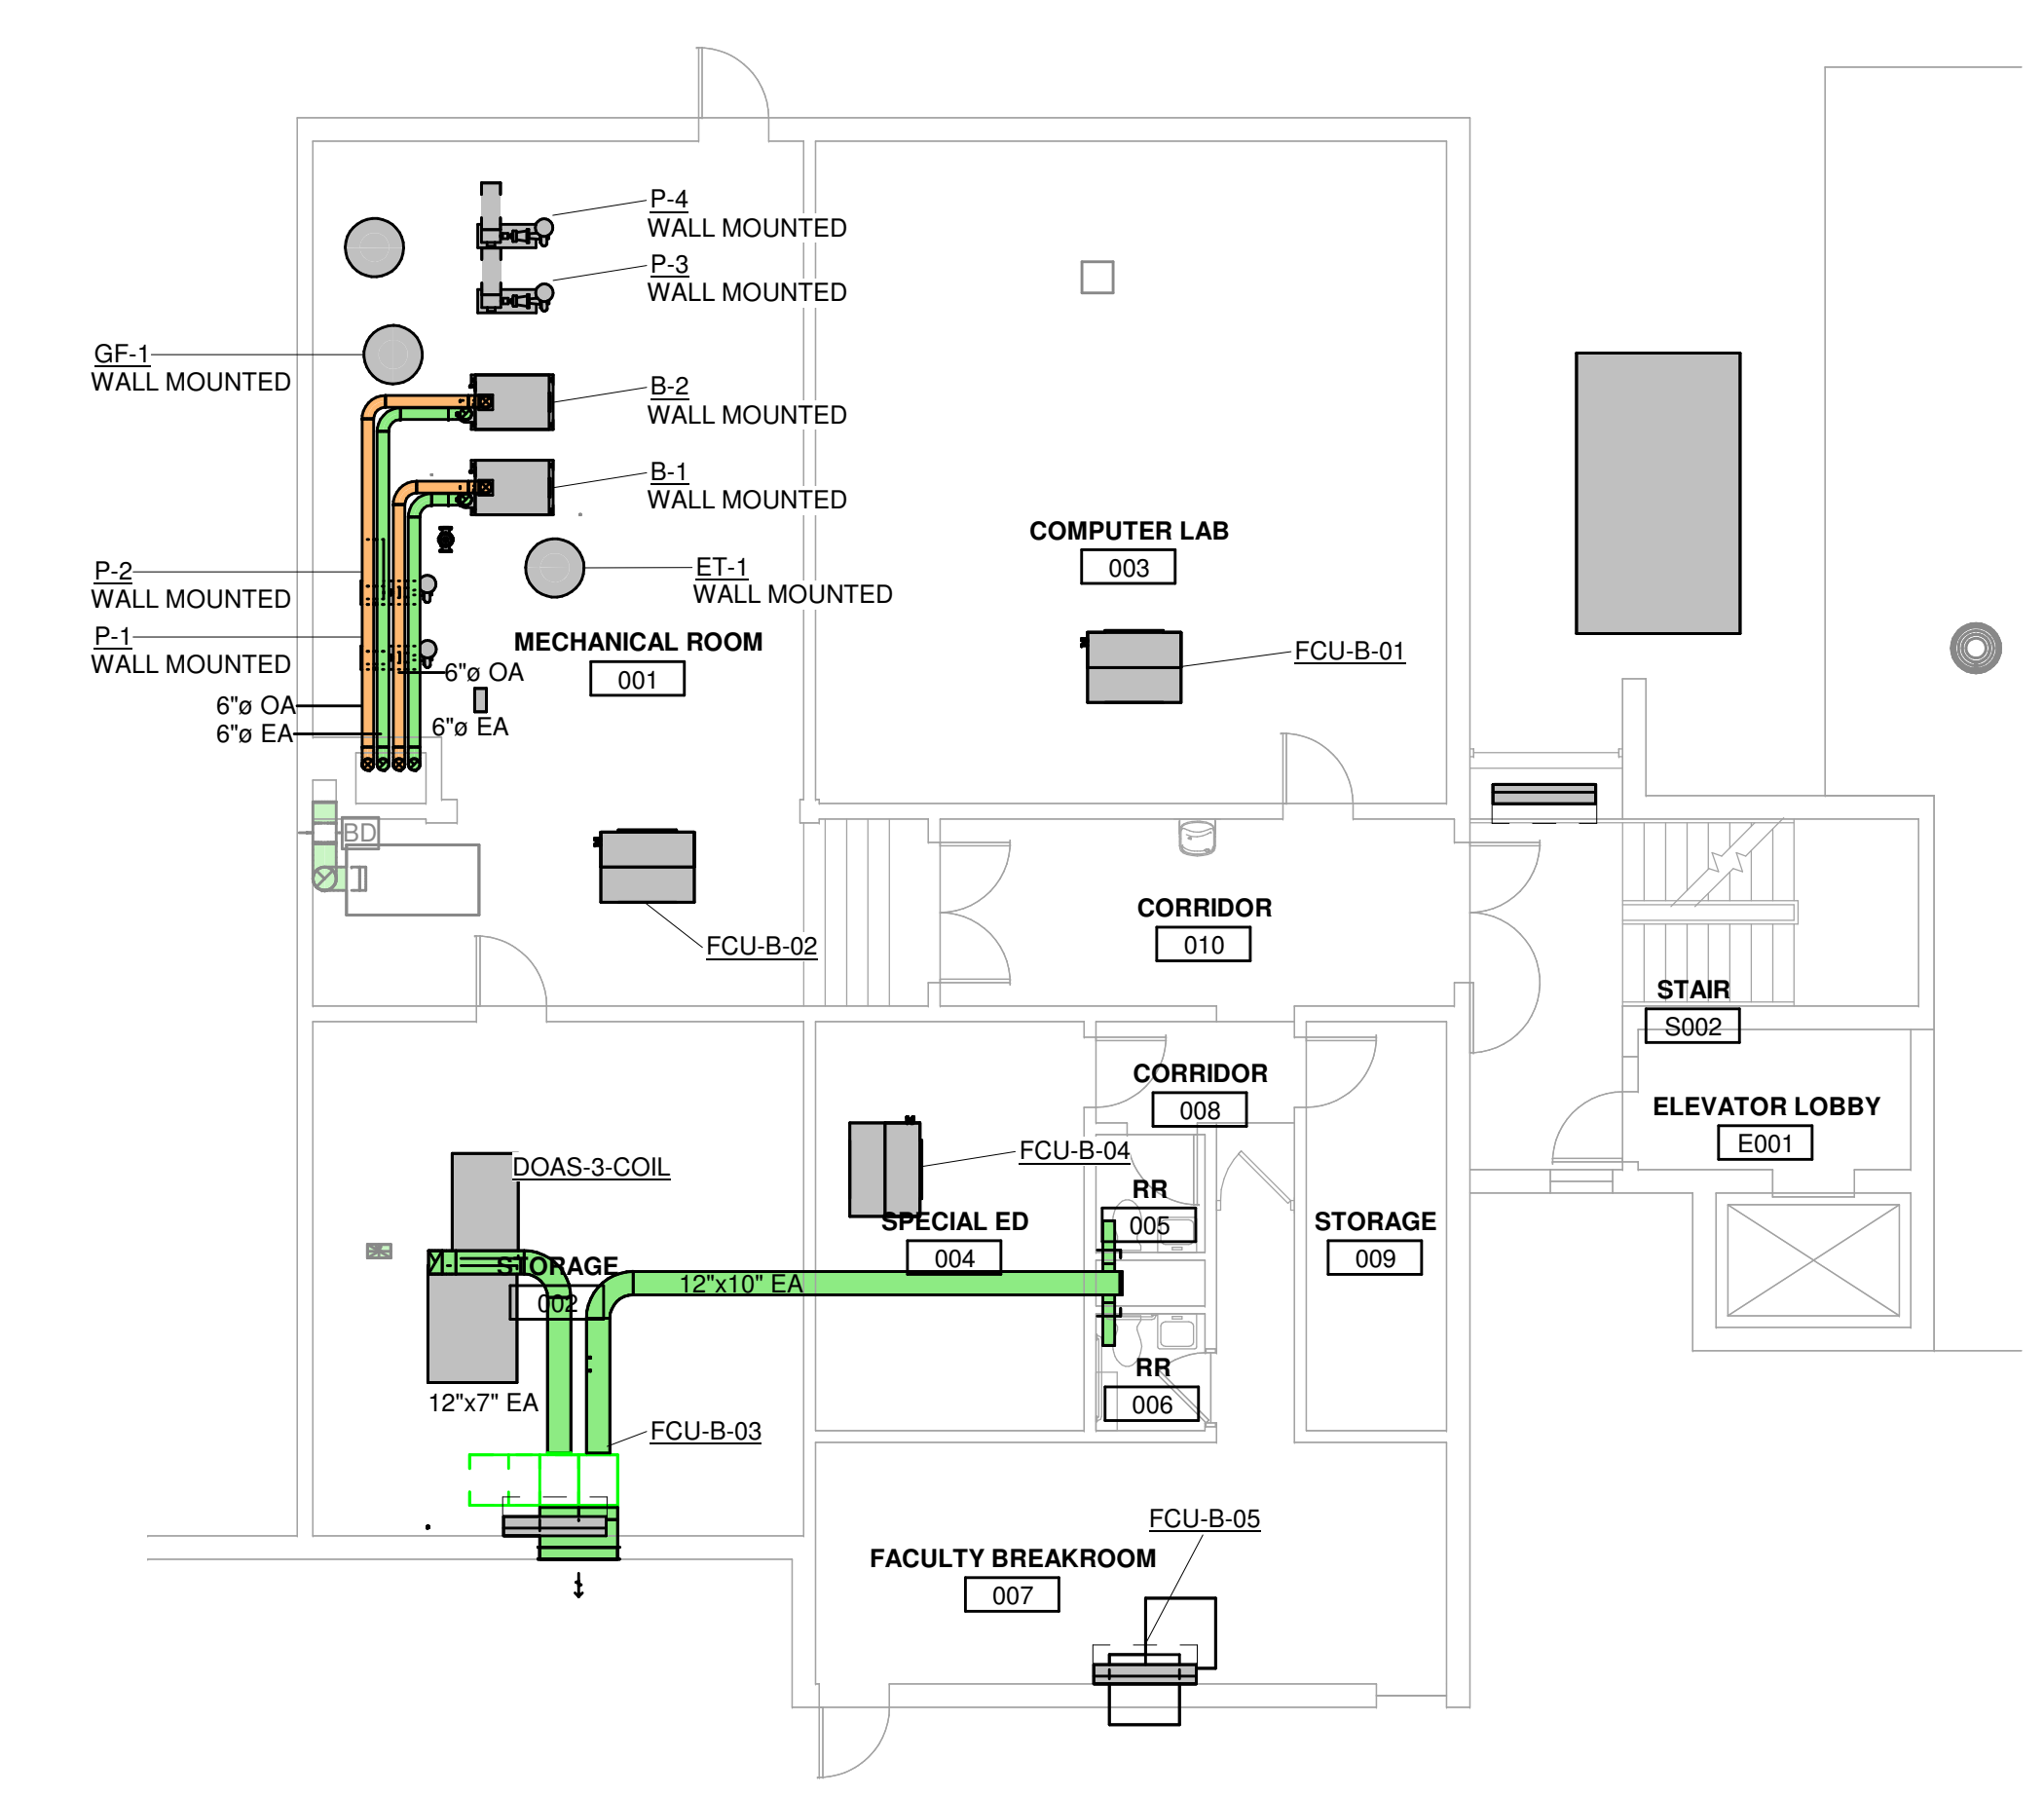 P-4
WALL MOUNTED
P-3
WALL MOUNTED
GF-1
WALL MOUNTED
B-2
WALL MOUNTED
B-1
WALL MOUNTED
COMPUTER LAB
003
P-2
WALL MOUNTED
ET-1
WALL MOUNTED
P-1
WALL MOUNTED
MECHANICAL ROOM
001
FCU-B-01
6"ø OA
6"ø OA
6"ø EA
6"ø EA
BD
FCU-B-02
CORRIDOR
010
STAIR
S002
CORRIDOR
008
ELEVATOR LOBBY
E001
DOAS-3-COIL
FCU-B-04
RR
005
SPECIAL ED
004
STORAGE
009
STORAGE
002
12"x10" EA
RR
006
12"x7" EA
FCU-B-03
FCU-B-05
FACULTY BREAKROOM
007